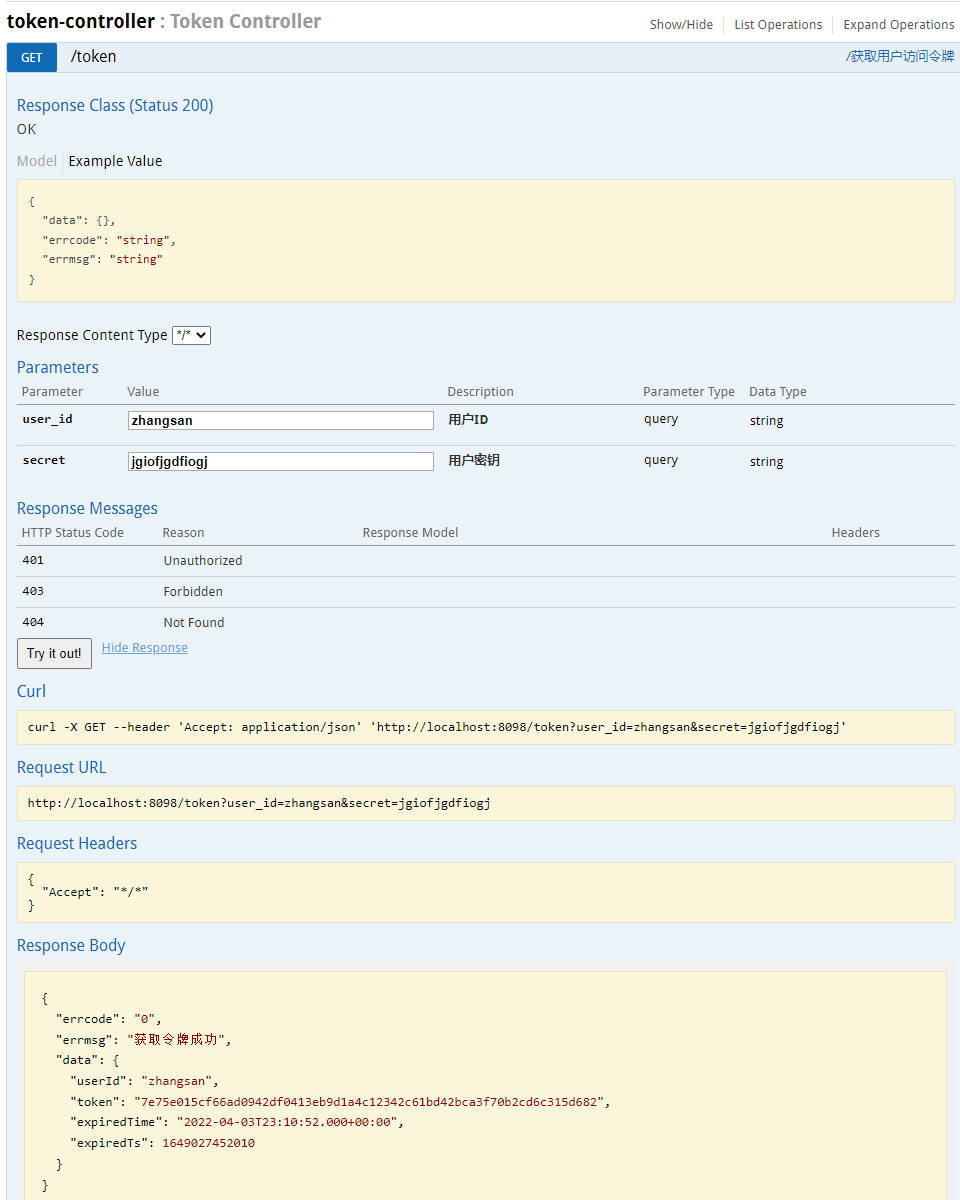 token-controller : Token Controller
Show/Hide List Operations Expand Operations
GET /token /获取用户访问令牌
Response Class (Status 200)
OK
Model Example Value
{
"data": {},
"errcode": "string",
"errmsg": "string"
}
Response Content Type */*
Parameters
Parameter Value Description Parameter Type Data Type
user_id zhangsan 用户ID query string
secret jgiofjgdfiogj 用户密钥 query string
Response Messages
HTTP Status Code Reason Response Model Headers
401 Unauthorized
403 Forbidden
404 Not Found
Try it out! Hide Response
Curl
curl -X GET --header 'Accept: application/json' 'http://localhost:8098/token?user_id=zhangsan&secret=jgiofjgdfiogj'
Request URL
http://localhost:8098/token?user_id=zhangsan&secret=jgiofjgdfiogj
Request Headers
{
"Accept": "*/*"
}
Response Body
{
"errcode": "0",
"errmsg": "获取令牌成功",
"data": {
"userId": "zhangsan",
"token": "7e75e015cf66ad0942df0413eb9d1a4c12342c61bd42bca3f70b2cd6c315d682",
"expiredTime": "2022-04-03T23:10:52.000+00:00",
"expiredTs": 1649027452010
}
}